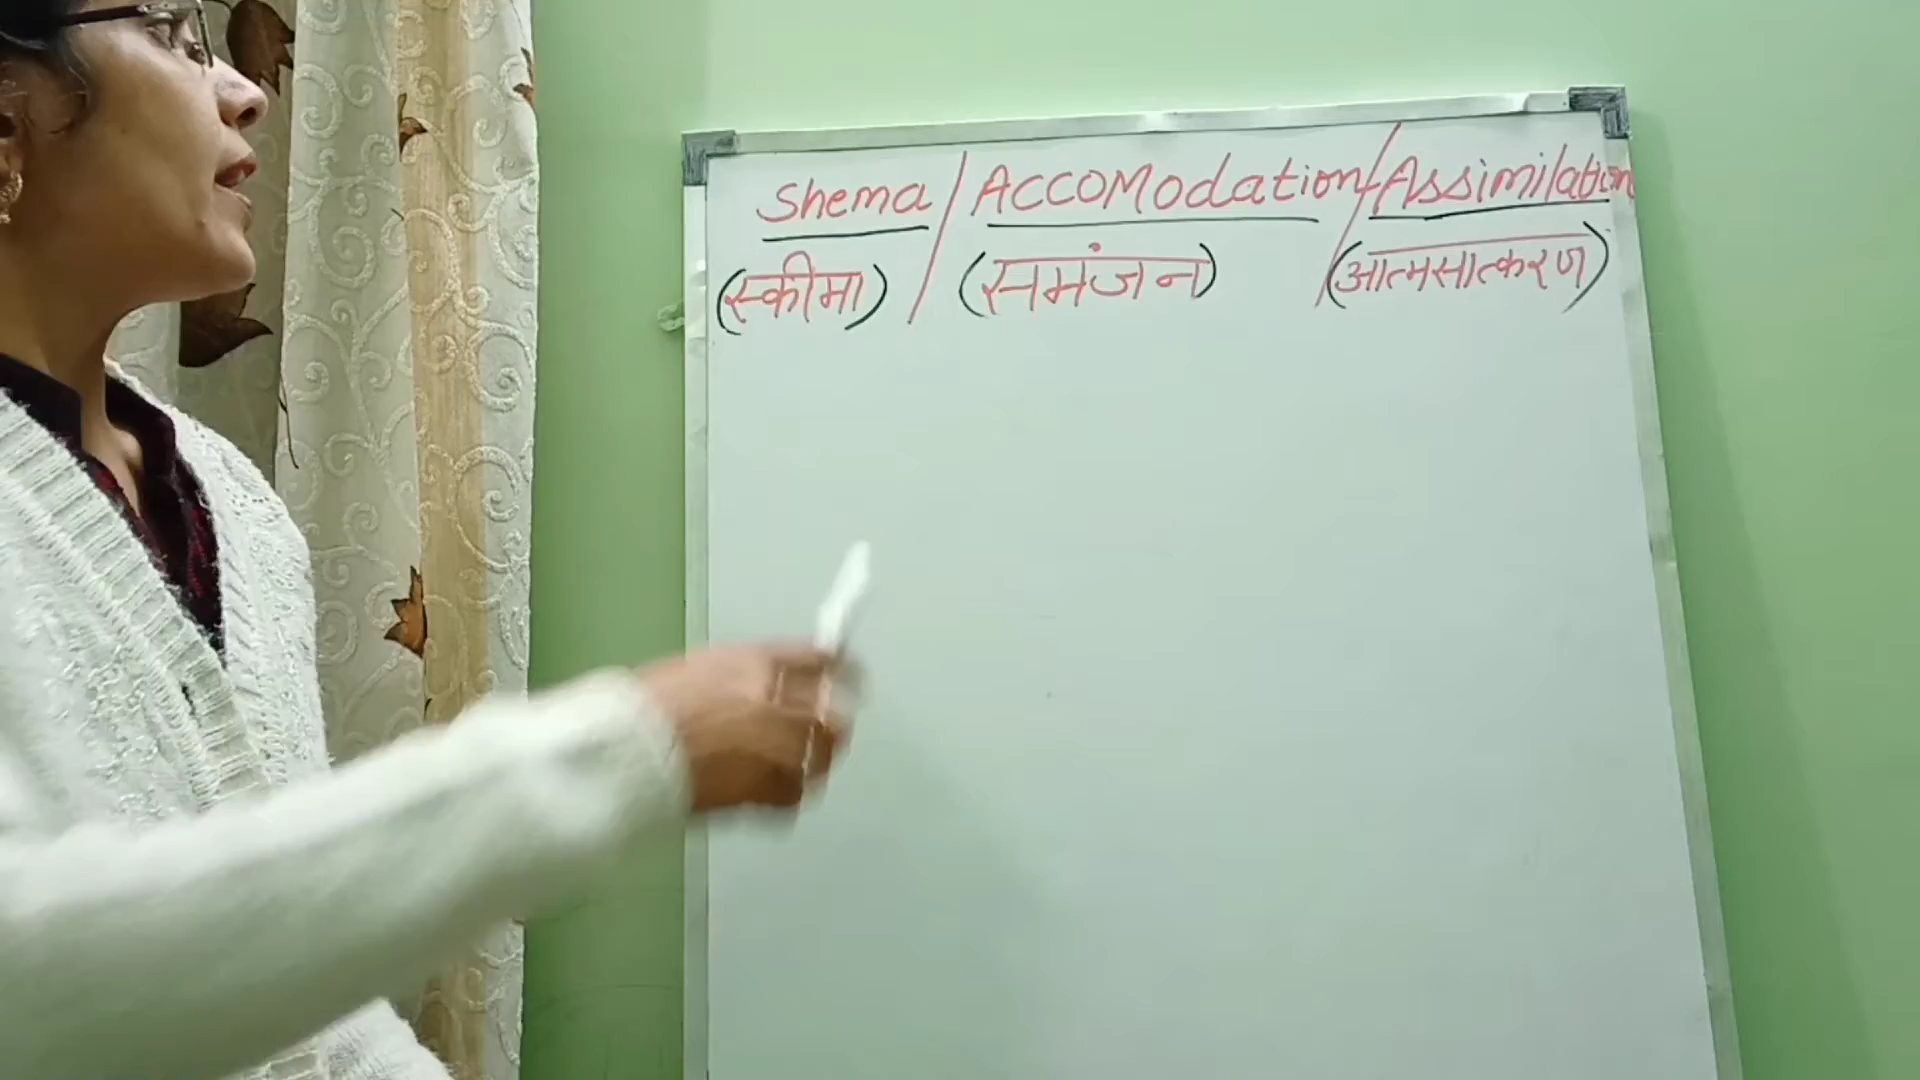 Shema / ACCOModation / Assimilation
(स्कीमा) / (समंजन) / (आत्मसात्करण)